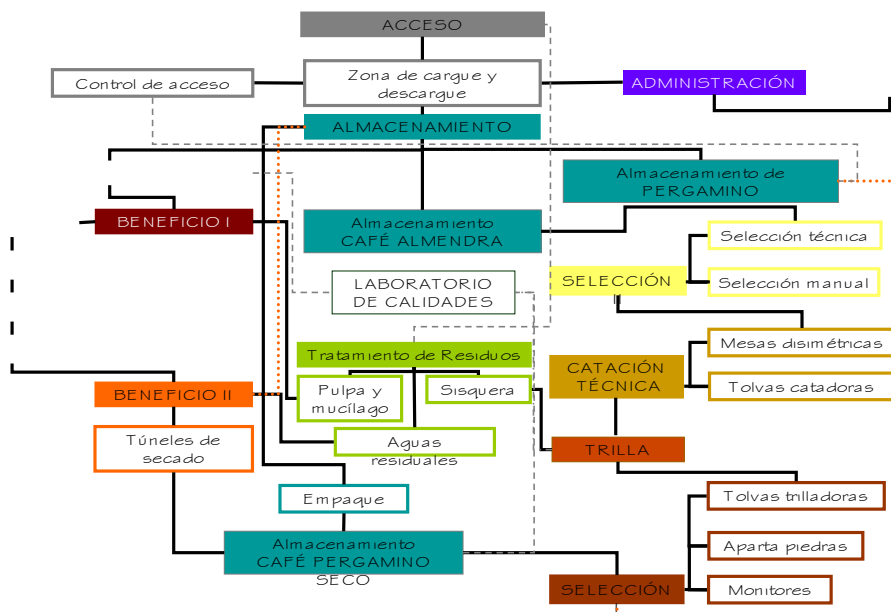 ACCESO
Control de acceso
Zona de cargue y
descargue
ADMINISTRACIÓN
ALMACENAMIENTO
Almacenamiento de
PERGAMINO
BENEFICIO I
Almacenamiento
CAFÉ ALMENDRA
Selección técnica
SELECCIÓN
Selección manual
LABORATORIO
DE CALIDADES
Mesas disimétricas
Tratamiento de Residuos
CATACIÓN
TÉCNICA
Tolvas catadoras
BENEFICIO II
Pulpa y
mucílago
Sisquera
Túneles de
secado
Aguas
residuales
TRILLA
Empaque
Tolvas trilladoras
Almacenamiento
CAFÉ PERGAMINO
SECO
Aparta piedras
SELECCIÓN
Monitores